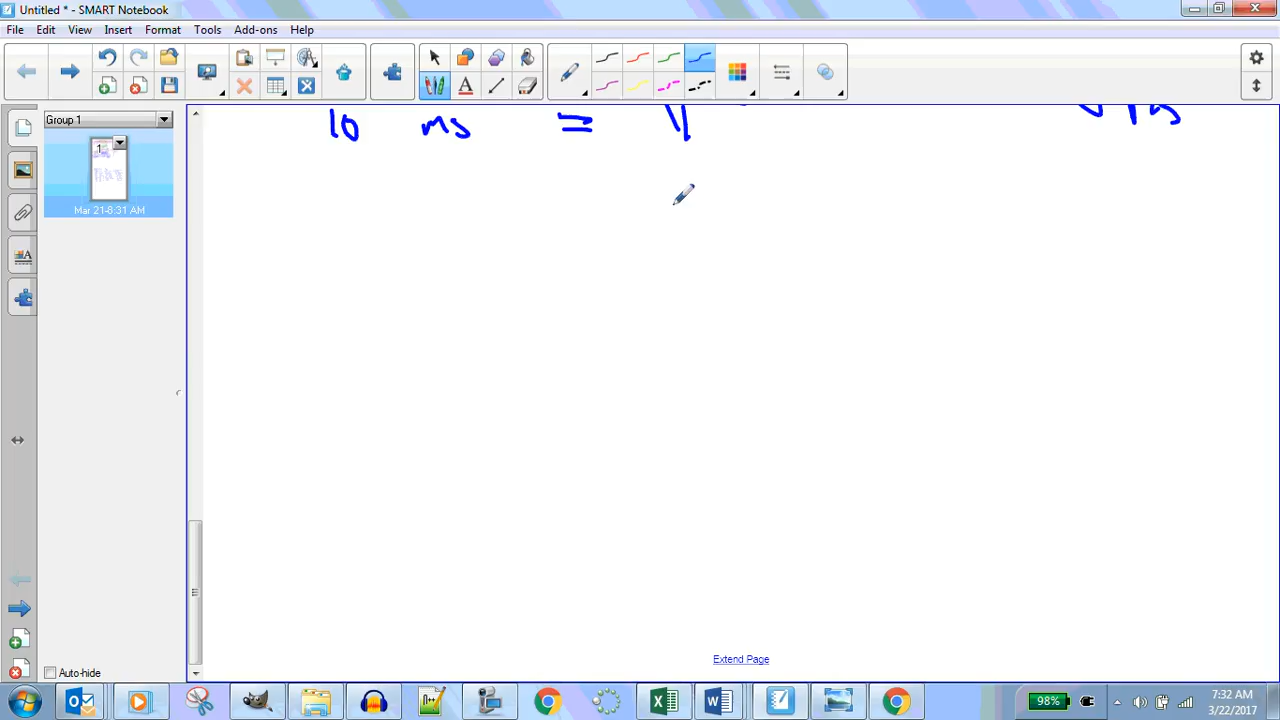 Untitled * - SMART Notebook
File Edit View Insert Format Tools Add-ons Help
Group 1
1
Mar 21-8:31 AM
10 ms =
Extend Page
Auto-hide
98%
7:32 AM
3/22/2017